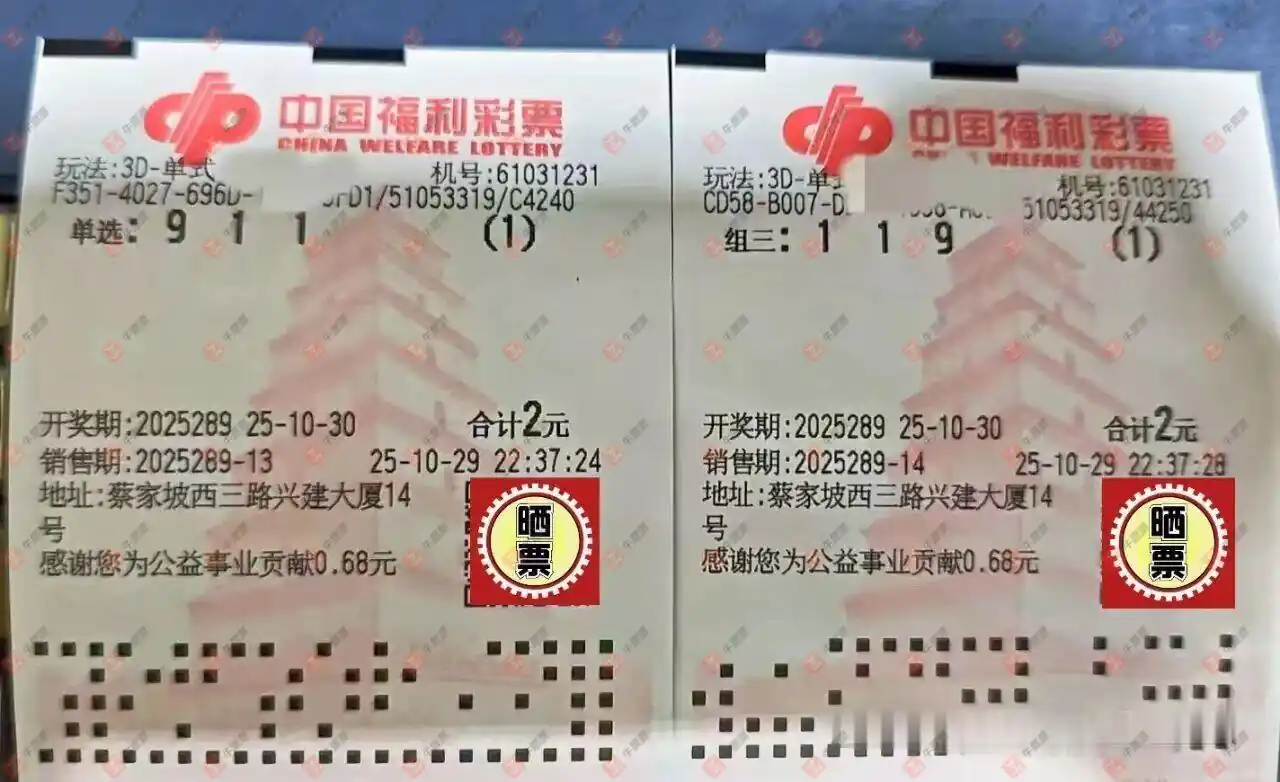 中国福利彩票
CHINA WELFARE LOTTERY
玩法:3D-单式
机号:61031231
F351-4027-696D-
FD1/51053319/C4240
单选: 9 1 1 (1)
开奖期:2025289 25-10-30 合计2元
销售期:2025289-13 25-10-29 22:37:24
地址:蔡家坡西三路兴建大厦14
号
感谢您为公益事业贡献0.68元
晒
票
中国福利彩票
WELFARE LOTTERY
玩法:3D-单式
机号:61031231
CD58-B007-D
51053319/44250
组三: 1 1 9 (1)
开奖期:2025289 25-10-30 合计2元
销售期:2025289-14 25-10-29 22:37:28
地址:蔡家坡西三路兴建大厦14
号
感谢您为公益事业贡献0.68元
晒
票